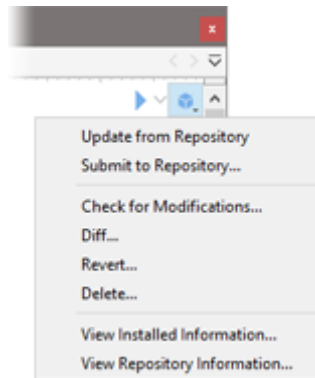 Update from Repository
Submit to Repository...
Check for Modifications...
Diff...
Revert...
Delete...
View Installed Information...
View Repository Information...